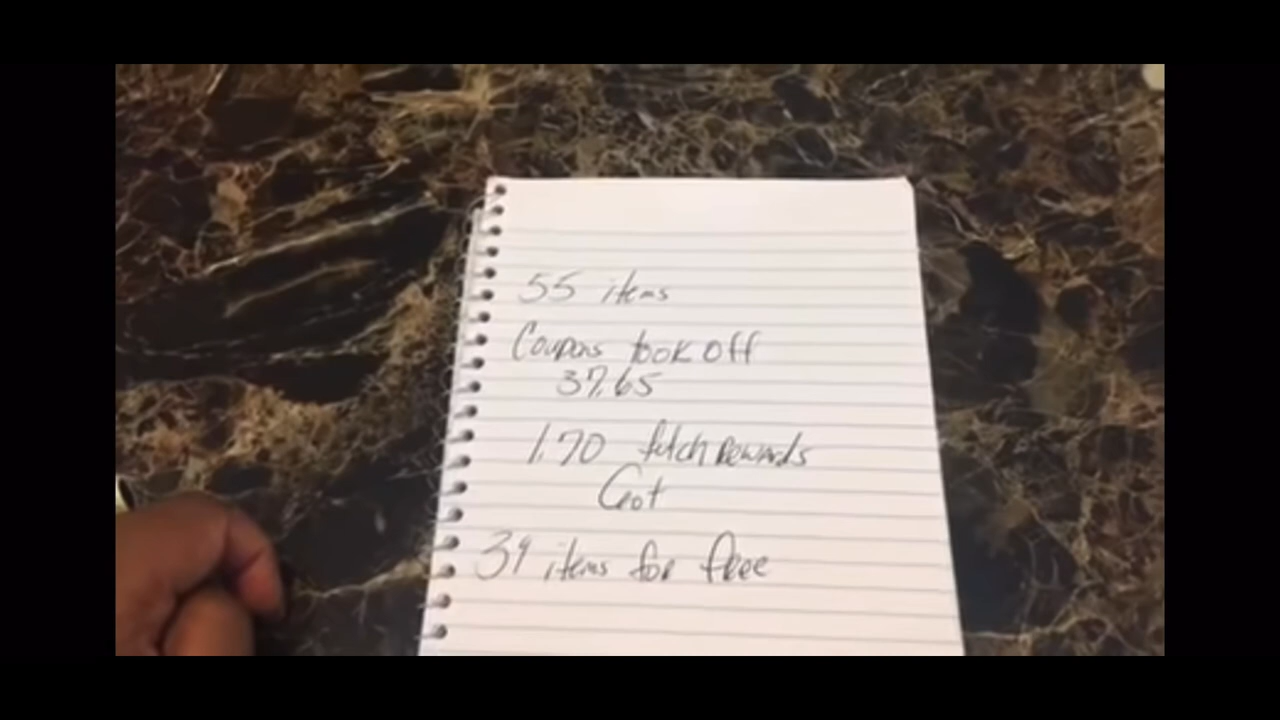 55 items
Coupons took off
37.65
1.70 fetch rewards
Got
39 items for free